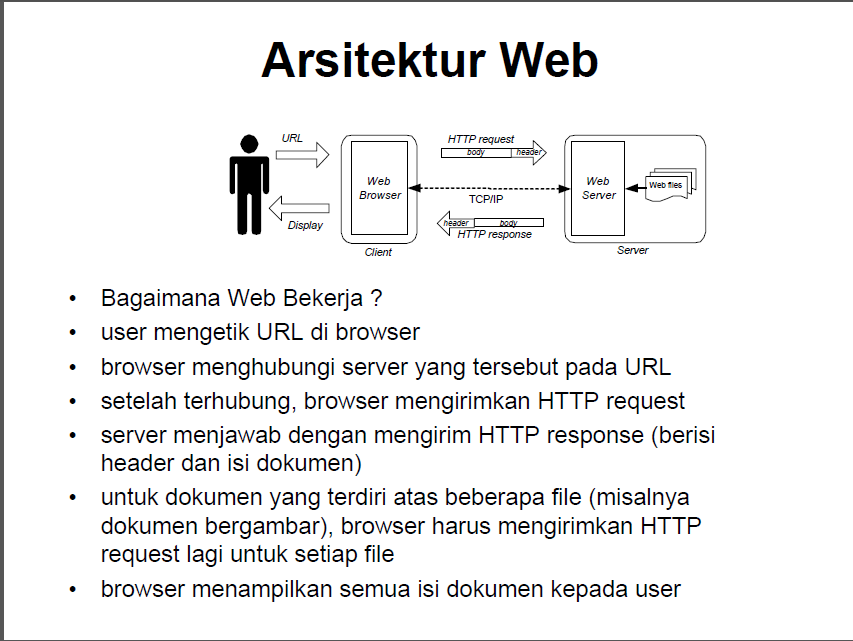 Arsitektur Web
URL
HTTP request
body
header
Web
Browser
Web
Server
Web files
TCP/IP
Display
header
body
HTTP response
Client
Server
• Bagaimana Web Bekerja ?
• user mengetik URL di browser
• browser menghubungi server yang tersebut pada URL
• setelah terhubung, browser mengirimkan HTTP request
• server menjawab dengan mengirim HTTP response (berisi
header dan isi dokumen)
• untuk dokumen yang terdiri atas beberapa file (misalnya
dokumen bergambar), browser harus mengirimkan HTTP
request lagi untuk setiap file
• browser menampilkan semua isi dokumen kepada user